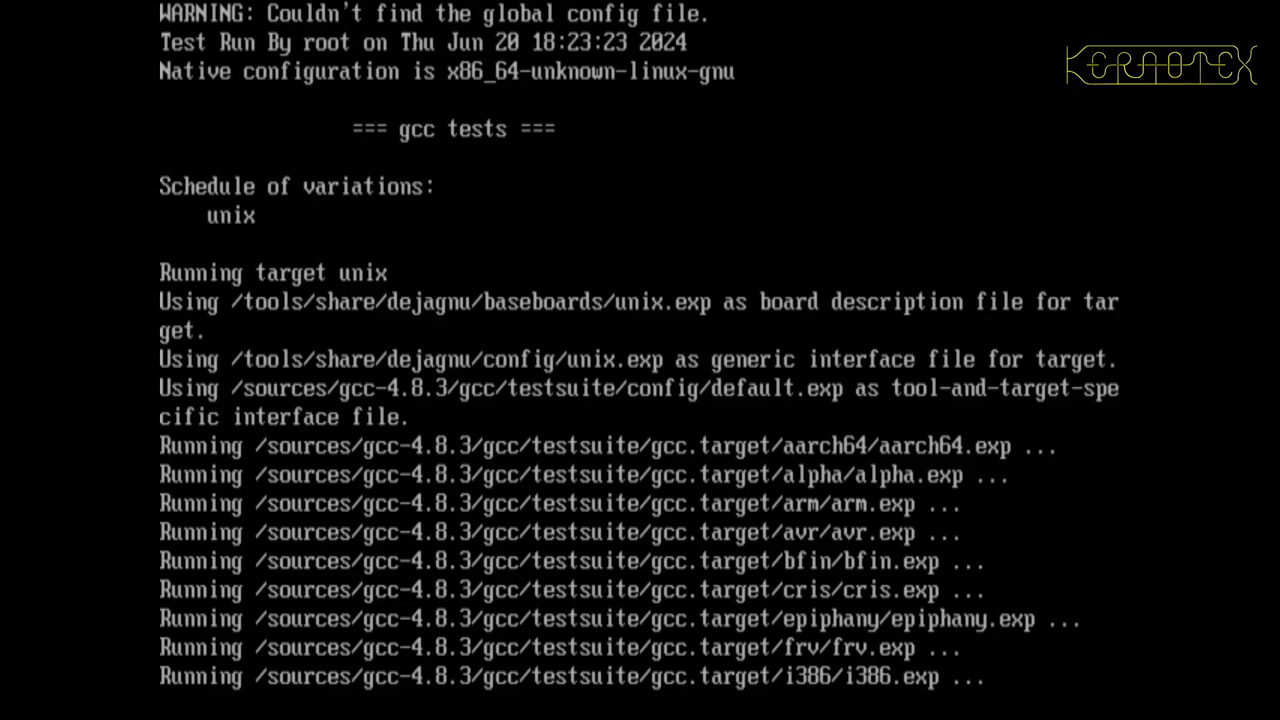 WARNING: Couldn't find the global config file.
Test Run By root on Thu Jun 20 18:23:23 2024
Native configuration is x86_64-unknown-linux-gnu
KERNOTEX
=== gcc tests ===
Schedule of variations:
unix
Running target unix
Using /tools/share/dejagnu/baseboards/unix.exp as board description file for tar
get.
Using /tools/share/dejagnu/config/unix.exp as generic interface file for target.
Using /sources/gcc-4.8.3/gcc/testsuite/config/default.exp as tool-and-target-spe
cific interface file.
Running /sources/gcc-4.8.3/gcc/testsuite/gcc.target/aarch64/aarch64.exp ...
Running /sources/gcc-4.8.3/gcc/testsuite/gcc.target/alpha/alpha.exp ...
Running /sources/gcc-4.8.3/gcc/testsuite/gcc.target/arm/arm.exp ...
Running /sources/gcc-4.8.3/gcc/testsuite/gcc.target/avr/avr.exp ...
Running /sources/gcc-4.8.3/gcc/testsuite/gcc.target/bfin/bfin.exp ...
Running /sources/gcc-4.8.3/gcc/testsuite/gcc.target/cris/cris.exp ...
Running /sources/gcc-4.8.3/gcc/testsuite/gcc.target/epiphany/epiphany.exp ...
Running /sources/gcc-4.8.3/gcc/testsuite/gcc.target/frv/frv.exp ...
Running /sources/gcc-4.8.3/gcc/testsuite/gcc.target/i386/i386.exp ...